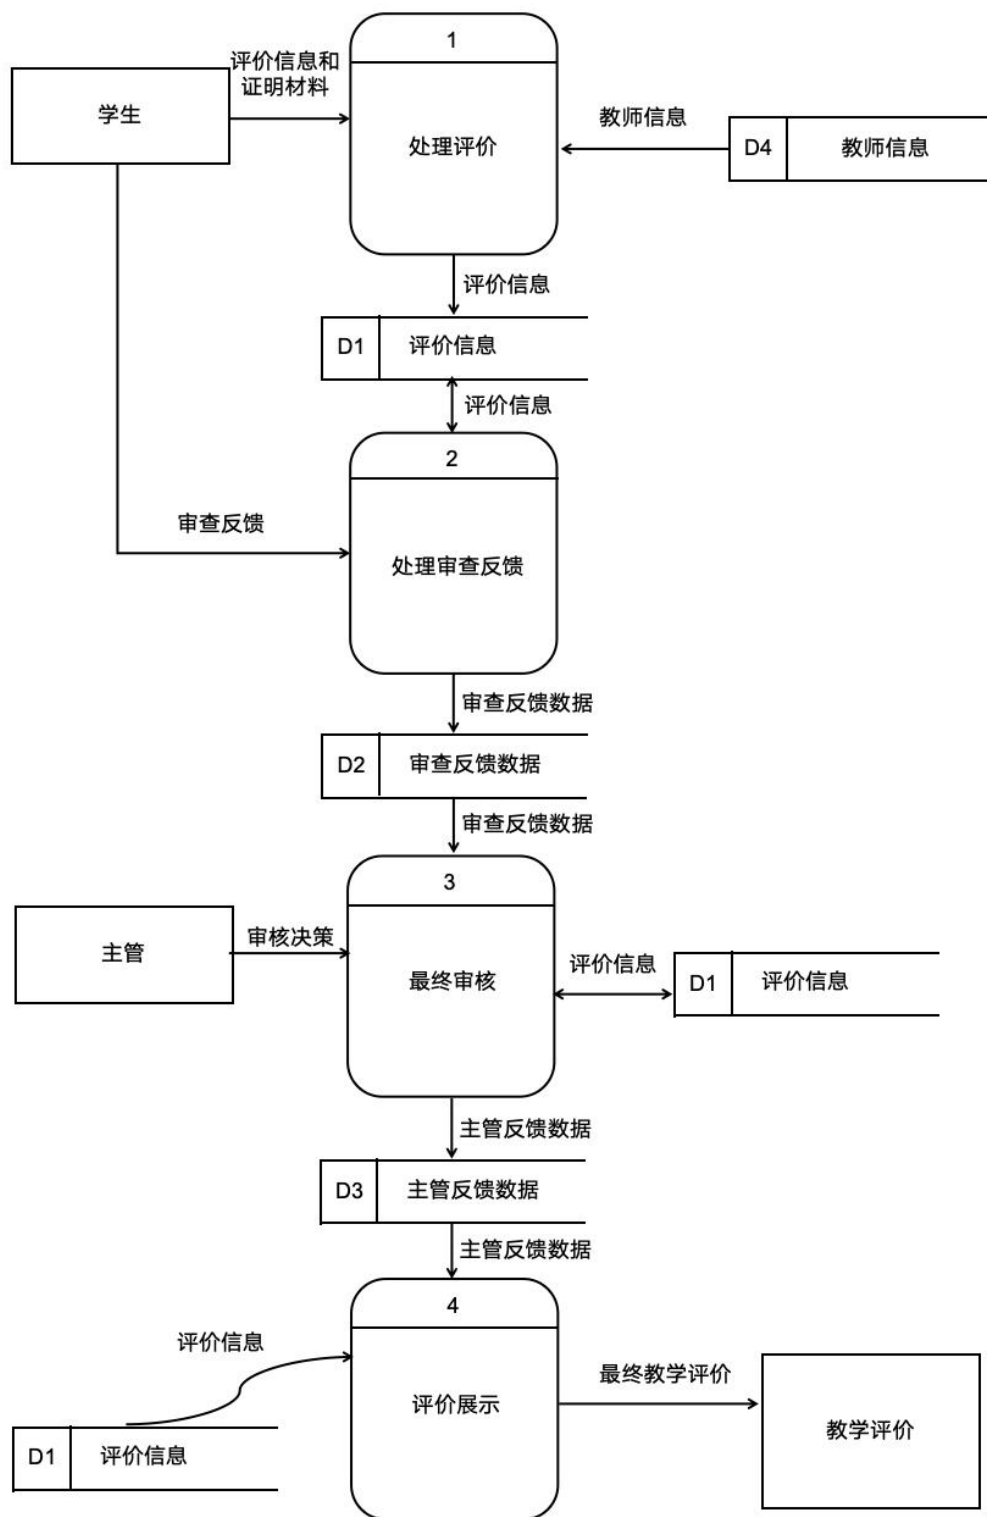 1
评价信息和
证明材料
学生
处理评价
教师信息
D4
教师信息
评价信息
D1
评价信息
评价信息
2
审查反馈
处理审查反馈
审查反馈数据
D2
审查反馈数据
审查反馈数据
3
主管
审核决策
最终审核
评价信息
D1
评价信息
主管反馈数据
D3
主管反馈数据
主管反馈数据
4
评价信息
评价展示
最终教学评价
教学评价
D1
评价信息